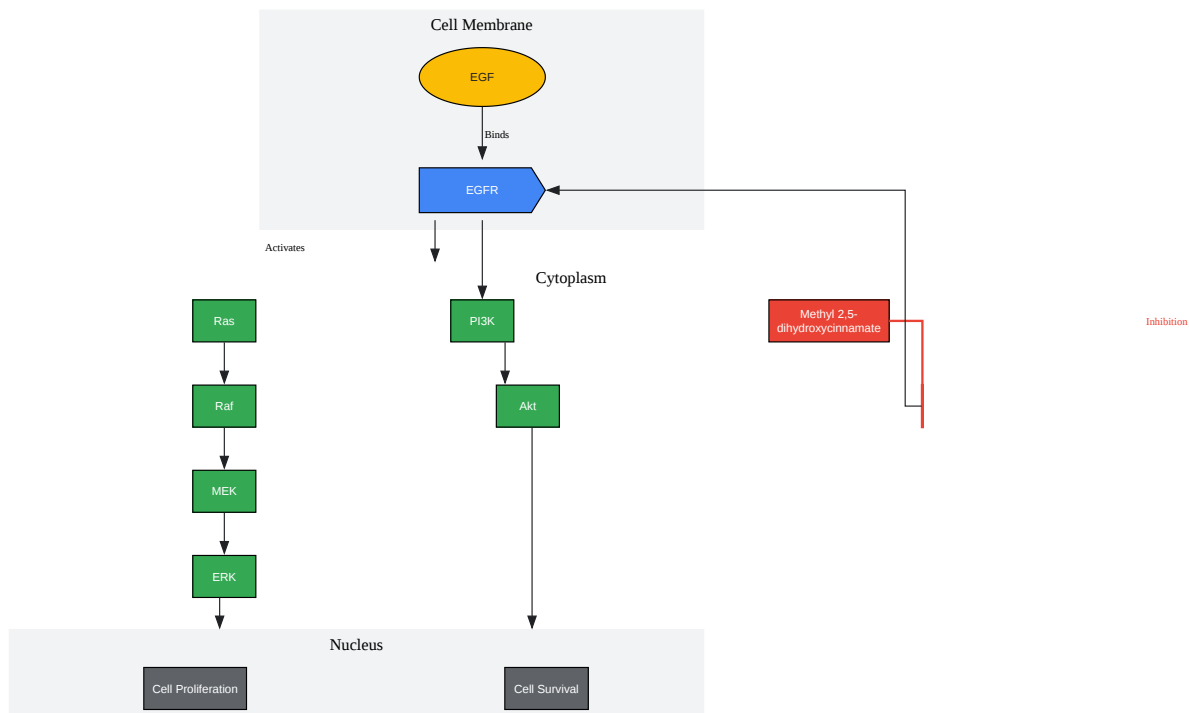 Cell Membrane
EGF
Binds
EGFR
Activates
Cytoplasm
Ras
PI3K
Methyl 2,5-
dihydroxycinnamate
Inhibition
Raf
Akt
MEK
ERK
Nucleus
Cell Proliferation
Cell Survival